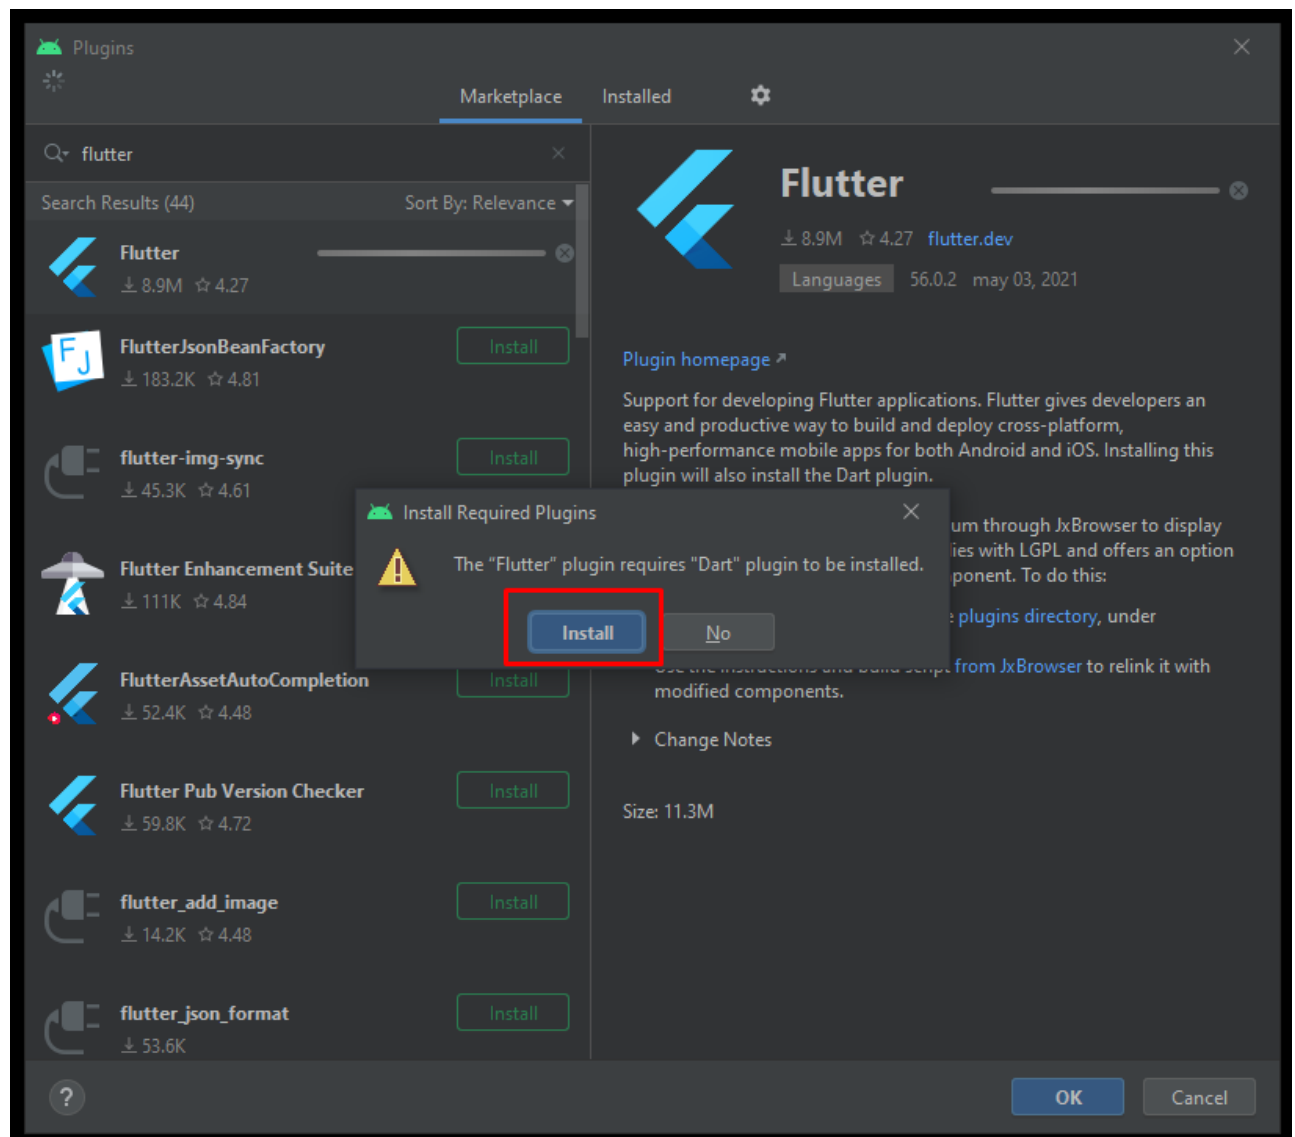 Plugins
Marketplace Installed
flutter
Search Results (44) Sort By: Relevance
Flutter
8.9M 4.27
FlutterJsonBeanFactory Install
183.2K 4.81
flutter-img-sync Install
45.3K 4.61
Flutter Enhancement Suite
111K 4.84
FlutterAssetAutoCompletion Install
52.4K 4.48
Flutter Pub Version Checker Install
59.8K 4.72
flutter_add_image Install
14.2K 4.48
flutter_json_format Install
53.6K
Flutter
8.9M 4.27 flutter.dev
Languages 56.0.2 may 03, 2021
Plugin homepage
Support for developing Flutter applications. Flutter gives developers an
easy and productive way to build and deploy cross-platform,
high-performance mobile apps for both Android and iOS. Installing this
plugin will also install the Dart plugin.
um through JxBrowser to display
lies with LGPL and offers an option
ponent. To do this:
plugins directory, under
Use the instructions and build script from JxBrowser to relink it with
modified components.
Change Notes
Size: 11.3M
Install Required Plugins
The "Flutter" plugin requires "Dart" plugin to be installed.
Install No
? OK Cancel